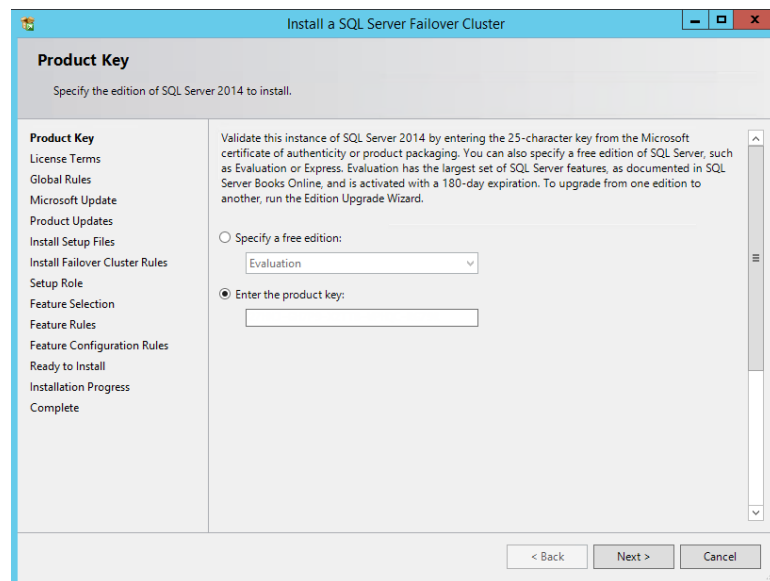 Install a SQL Server Failover Cluster
Product Key
Specify the edition of SQL Server 2014 to install.
Product Key
License Terms
Global Rules
Microsoft Update
Product Updates
Install Setup Files
Install Failover Cluster Rules
Setup Role
Feature Selection
Feature Rules
Feature Configuration Rules
Ready to Install
Installation Progress
Complete
Validate this instance of SQL Server 2014 by entering the 25-character key from the Microsoft
certificate of authenticity or product packaging. You can also specify a free edition of SQL Server, such
as Evaluation or Express. Evaluation has the largest set of SQL Server features, as documented in SQL
Server Books Online, and is activated with a 180-day expiration. To upgrade from one edition to
another, run the Edition Upgrade Wizard.
Specify a free edition:
Evaluation
Enter the product key:
< Back
Next >
Cancel